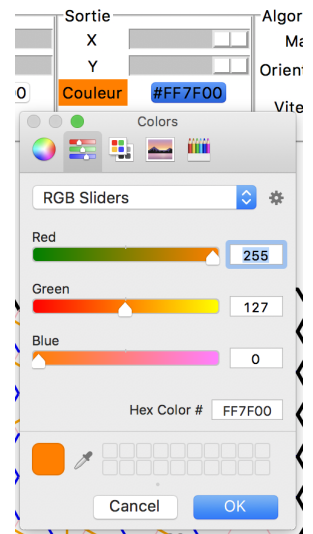 Sortie
Algor
X
Ma
Y
Orient
0
Couleur
#FF7F00
Vite
Colors
RGB Sliders
Red
255
Green
127
Blue
0
Hex Color # FF7F00
Cancel
OK